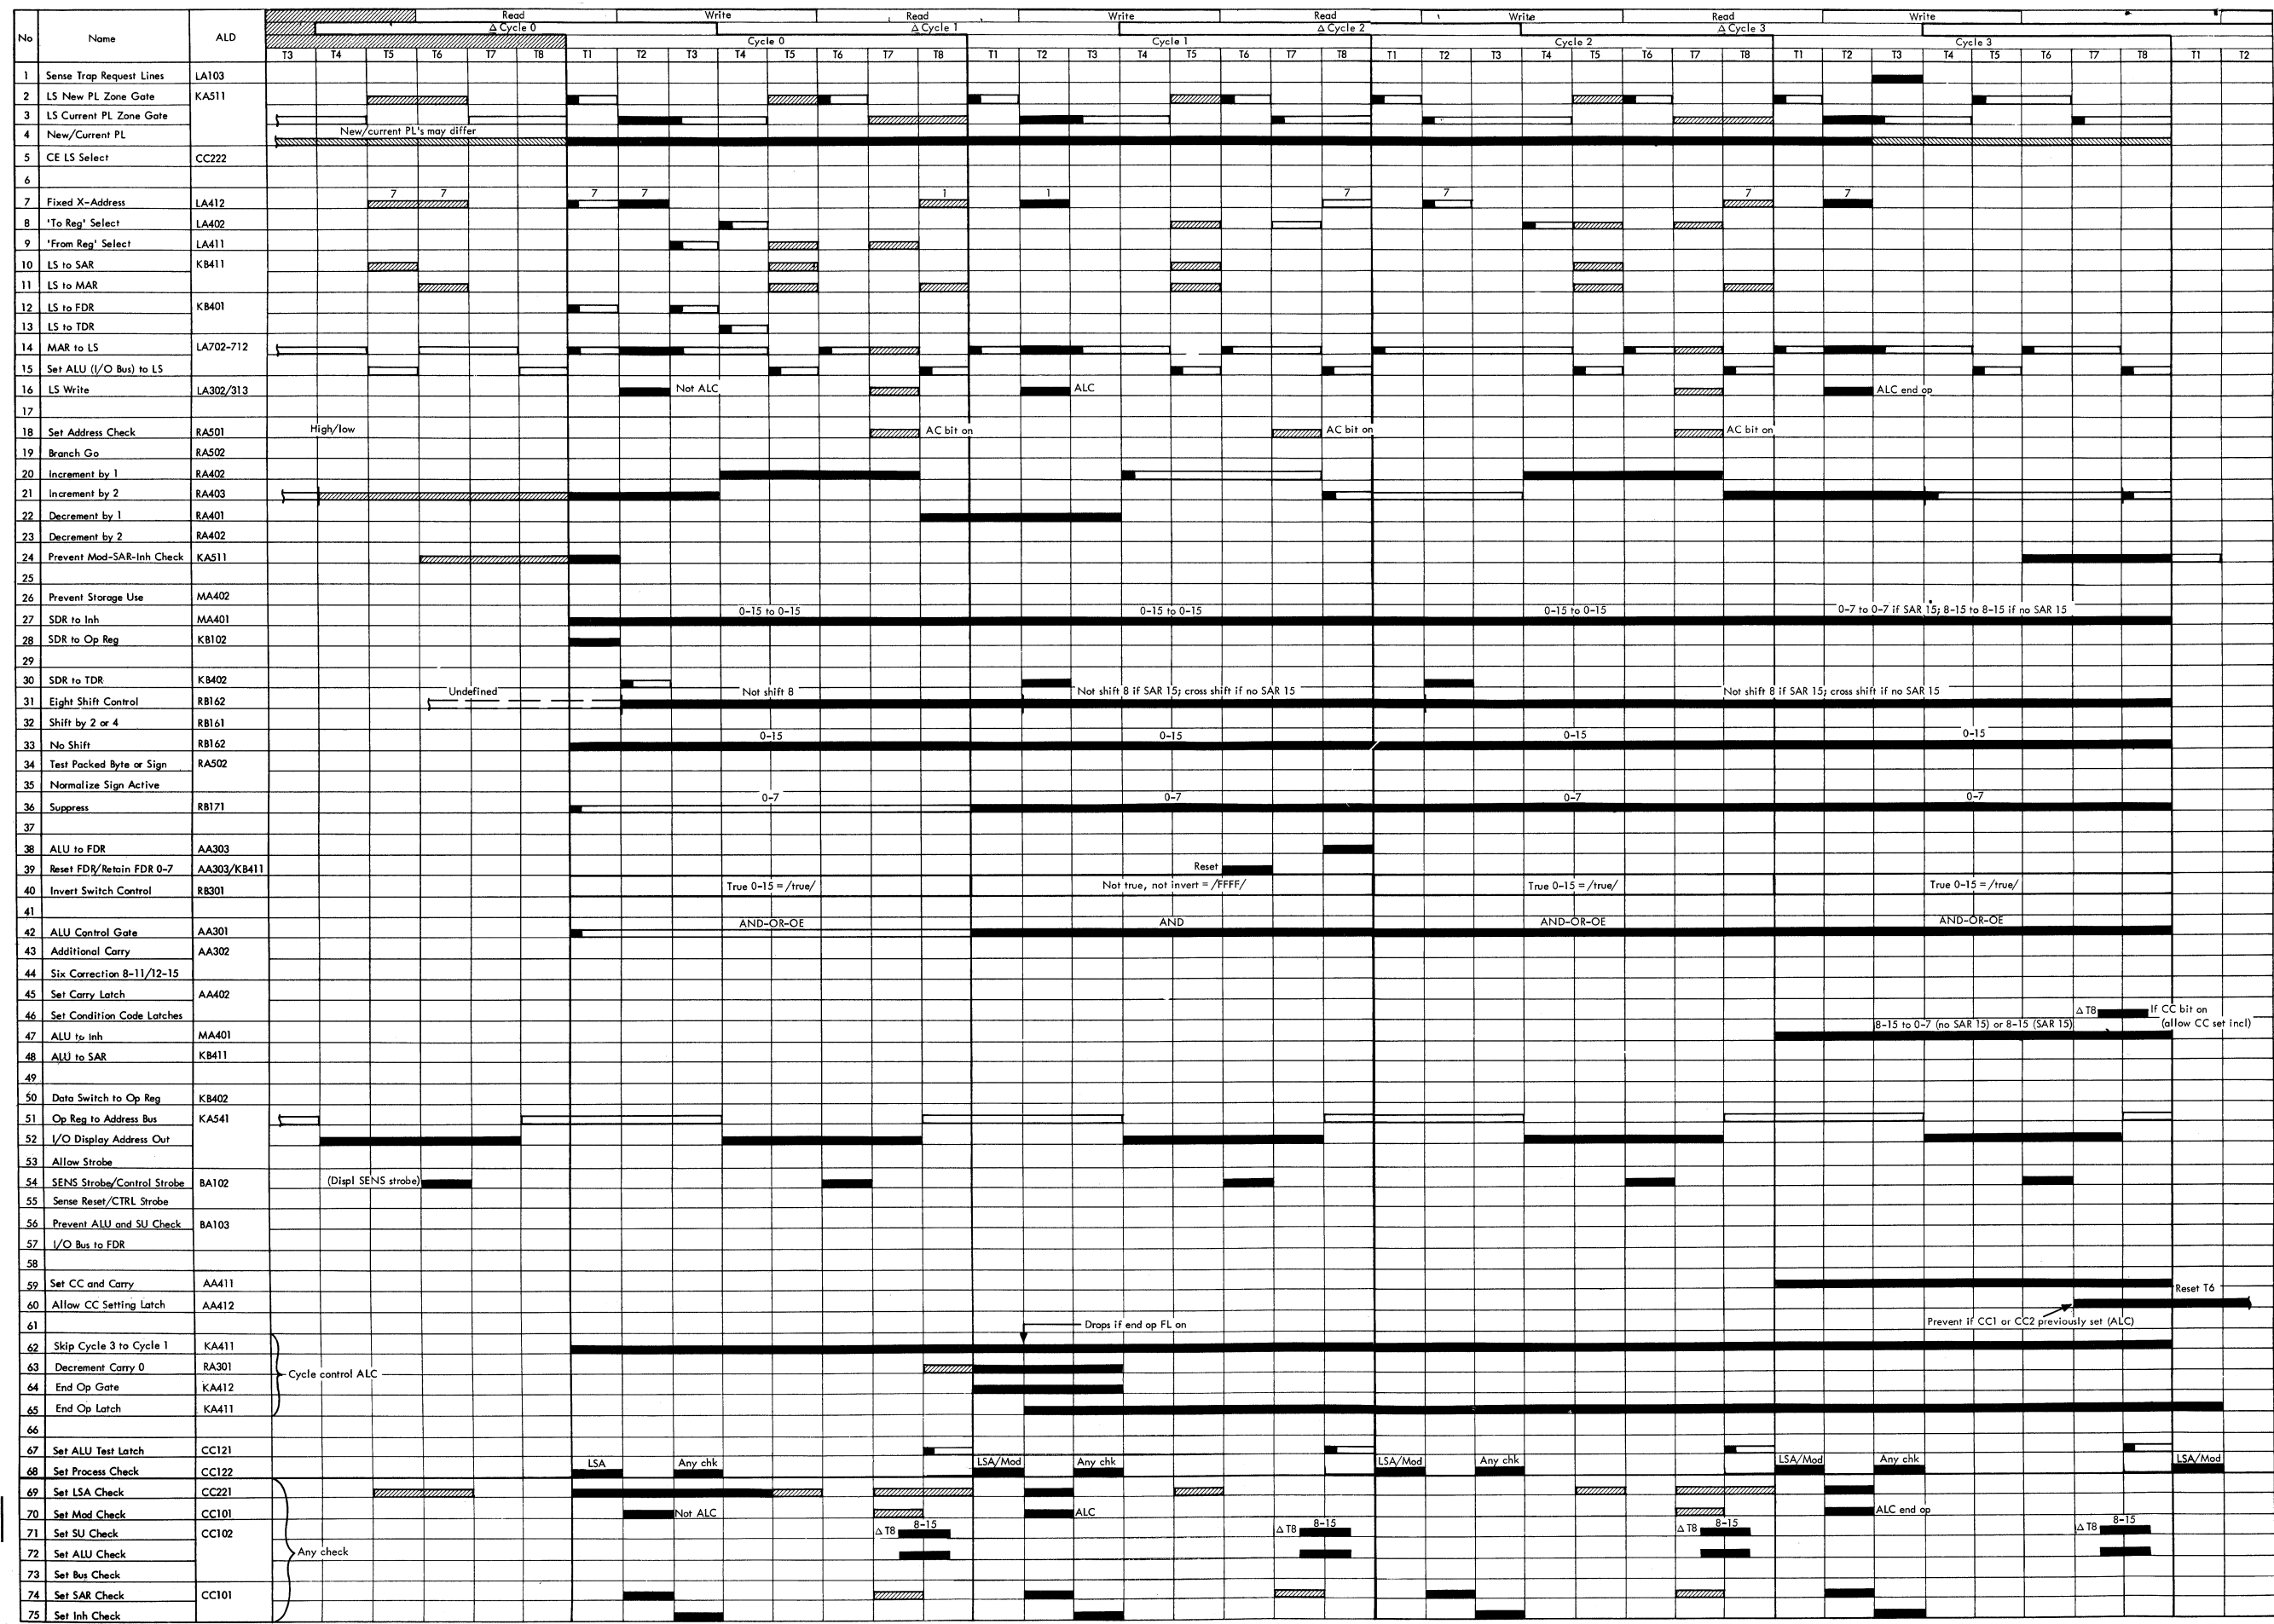 Read Write Read Write Read Write Read Write
Δ Cycle 0 Δ Cycle 1 Δ Cycle 2 Δ Cycle 3
No Name ALD Cycle 0 Cycle 1 Cycle 2 Cycle 3
T3 T4 T5 T6 T7 T8 T1 T2 T3 T4 T5 T6 T7 T8 T1 T2 T3 T4 T5 T6 T7 T8 T1 T2 T3 T4 T5 T6 T7 T8 T1 T2 T3 T4 T5 T6 T7 T8 T1 T2
1 Sense Trap Request Lines LA103
2 LS New PL Zone Gate KA511
3 LS Current PL Zone Gate
4 New/Current PL New/current PL's may differ
5 CE LS Select CC222
6
7 Fixed X-Address LA412 7 7 7 7 1 1 7 7 7 7
8 'To Reg' Select LA402
9 'From Reg' Select LA411
10 LS to SAR KB411
11 LS to MAR
12 LS to FDR KB401
13 LS to TDR
14 MAR to LS LA702-712
15 Set ALU (I/O Bus) to LS
16 LS Write LA302/313 Not ALC ALC ALC end op
17
18 Set Address Check RA501 High/low AC bit on AC bit on AC bit on
19 Branch Go RA502
20 Increment by 1 RA402
21 Increment by 2 RA403
22 Decrement by 1 RA401
23 Decrement by 2 RA402
24 Prevent Mod-SAR-Inh Check KA511
25
26 Prevent Storage Use MA402
27 SDR to Inh MA401 0-15 to 0-15 0-15 to 0-15 0-15 to 0-15 0-7 to 0-7 if SAR 15; 8-15 to 8-15 if no SAR 15
28 SDR to Op Reg KB102
29
30 SDR to TDR KB402
31 Eight Shift Control RB162 Undefined Not shift 8 Not shift 8 if SAR 15; cross shift if no SAR 15 Not shift 8 if SAR 15; cross shift if no SAR 15
32 Shift by 2 or 4 RB161
33 No Shift RB162 0-15 0-15 0-15 0-15
34 Test Packed Byte or Sign RA502
35 Normalize Sign Active
36 Suppress RB171 0-7 0-7 0-7 0-7
37
38 ALU to FDR AA303
39 Reset FDR/Retain FDR 0-7 AA303/KB411 Reset
40 Invert Switch Control RB301 True 0-15 = /true/ Not true, not invert = /FFFF/ True 0-15 = /true/ True 0-15 = /true/
41
42 ALU Control Gate AA301 AND-OR-OE AND AND-OR-OE AND-OR-OE
43 Additional Carry AA302
44 Six Correction 8-11/12-15
45 Set Carry Latch AA402
46 Set Condition Code Latches Δ T8 If CC bit on
(allow CC set incl)
47 ALU to Inh MA401 8-15 to 0-7 (no SAR 15) or 8-15 (SAR 15)
48 ALU to SAR KB411
49
50 Data Switch to Op Reg KB402
51 Op Reg to Address Bus KA541
52 I/O Display Address Out
53 Allow Strobe
54 SENS Strobe/Control Strobe BA102 (Displ SENS strobe)
55 Sense Reset/CTRL Strobe
56 Prevent ALU and SU Check BA103
57 I/O Bus to FDR
58
59 Set CC and Carry AA411
60 Allow CC Setting Latch AA412 Reset T6
61 Drops if end op FL on Prevent if CC1 or CC2 previously set (ALC)
62 Skip Cycle 3 to Cycle 1 KA411
63 Decrement Carry 0 RA301
Cycle control ALC
64 End Op Gate KA412
65 End Op Latch KA411
66
67 Set ALU Test Latch CC121
68 Set Process Check CC122 LSA Any chk LSA/Mod Any chk LSA/Mod Any chk LSA/Mod Any chk LSA/Mod
69 Set LSA Check CC221
70 Set Mod Check CC101 Not ALC ALC ALC end op
71 Set SU Check CC102 Δ T8 8-15 Δ T8 8-15 Δ T8 8-15 Δ T8 8-15
72 Set ALU Check Any check
73 Set Bus Check
74 Set SAR Check CC101
75 Set Inh Check